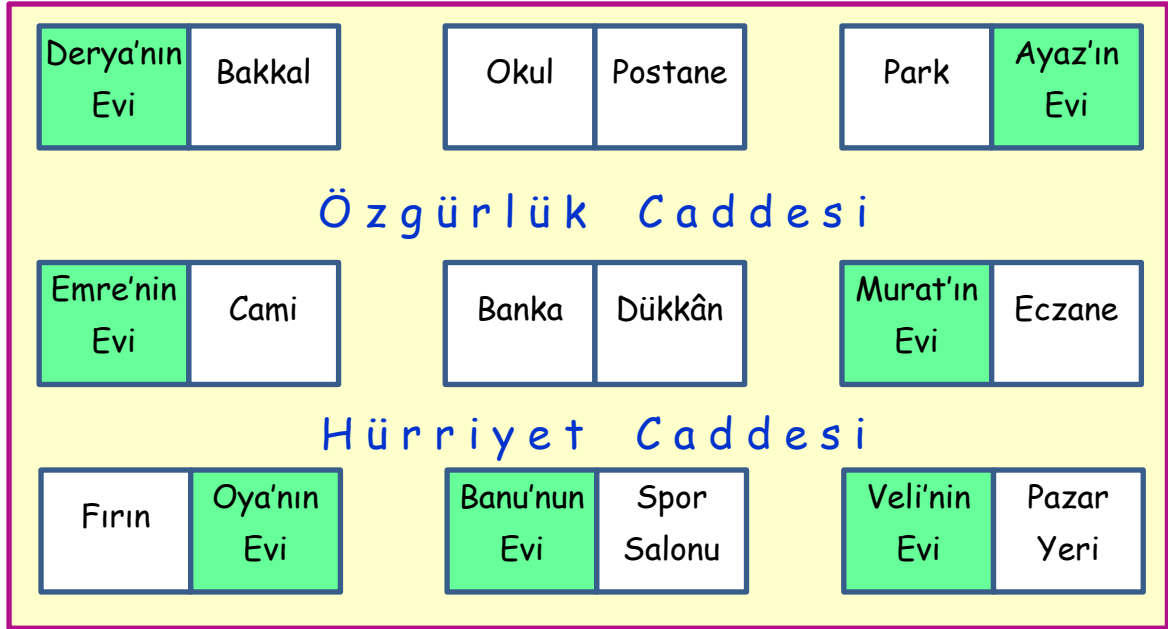 Derya’nın
Evi
Bakkal
Okul
Postane
Park
Ayaz’ın
Evi
Özgürlük Caddesi
Emre’nin
Evi
Cami
Banka
Dükkân
Murat’ın
Evi
Eczane
Hürriyet Caddesi
Fırın
Oya’nın
Evi
Banu’nun
Evi
Spor
Salonu
Veli’nin
Evi
Pazar
Yeri